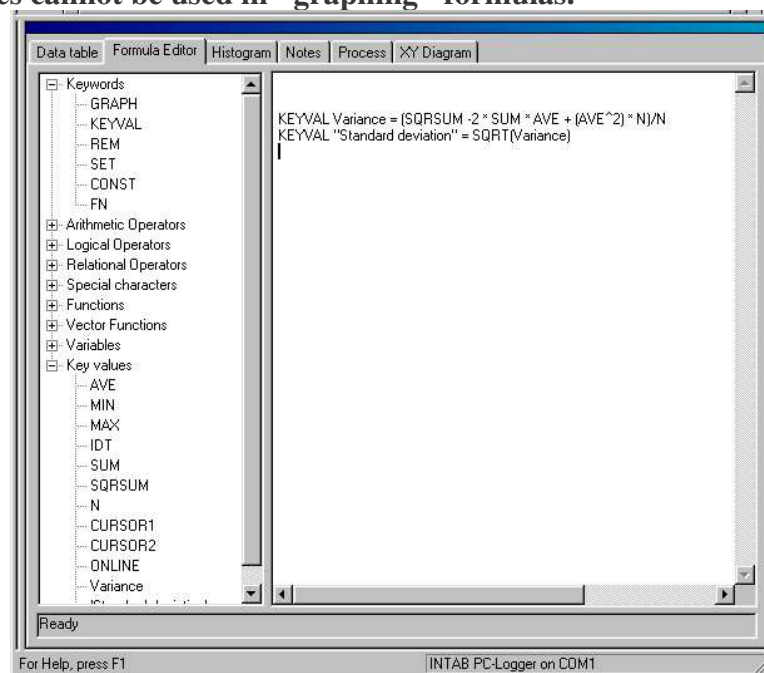 es cannot be used in "graphing" formulas.
Data table Formula Editor Histogram Notes Process XY Diagram
Keywords
GRAPH
KEYVAL
REM
SET
CONST
FN
Arithmetic Operators
Logical Operators
Relational Operators
Special characters
Functions
Vector Functions
Variables
Key values
AVE
MIN
MAX
IDT
SUM
SQRSUM
N
CURSOR1
CURSOR2
ONLINE
Variance
KEYVAL Variance = (SQRSUM -2 * SUM * AVE + (AVE^2) * N)/N
KEYVAL "Standard deviation" = SQRT(Variance)
Ready
For Help, press F1
INTAB PC-Logger on COM1